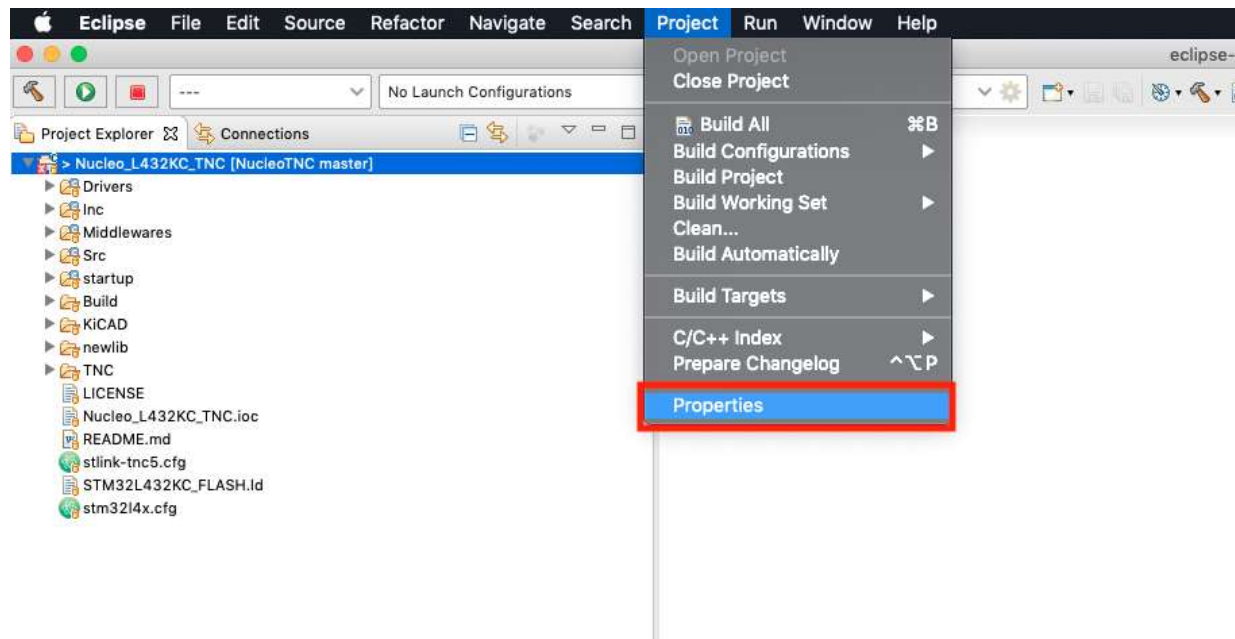 Eclipse File Edit Source Refactor Navigate Search Project Run Window Help
eclipse-
--- No Launch Configurations
Project Explorer Connections
> Nucleo_L432KC_TNC [NucleoTNC master]
Drivers
Inc
Middlewares
Src
startup
Build
KiCAD
newlib
TNC
LICENSE
Nucleo_L432KC_TNC.ioc
README.md
stlink-tnc5.cfg
STM32L432KC_FLASH.ld
stm32l4x.cfg
Open Project
Close Project
Build All ⌘B
Build Configurations
Build Project
Build Working Set
Clean...
Build Automatically
Build Targets
C/C++ Index
Prepare Changelog ^⌥P
Properties